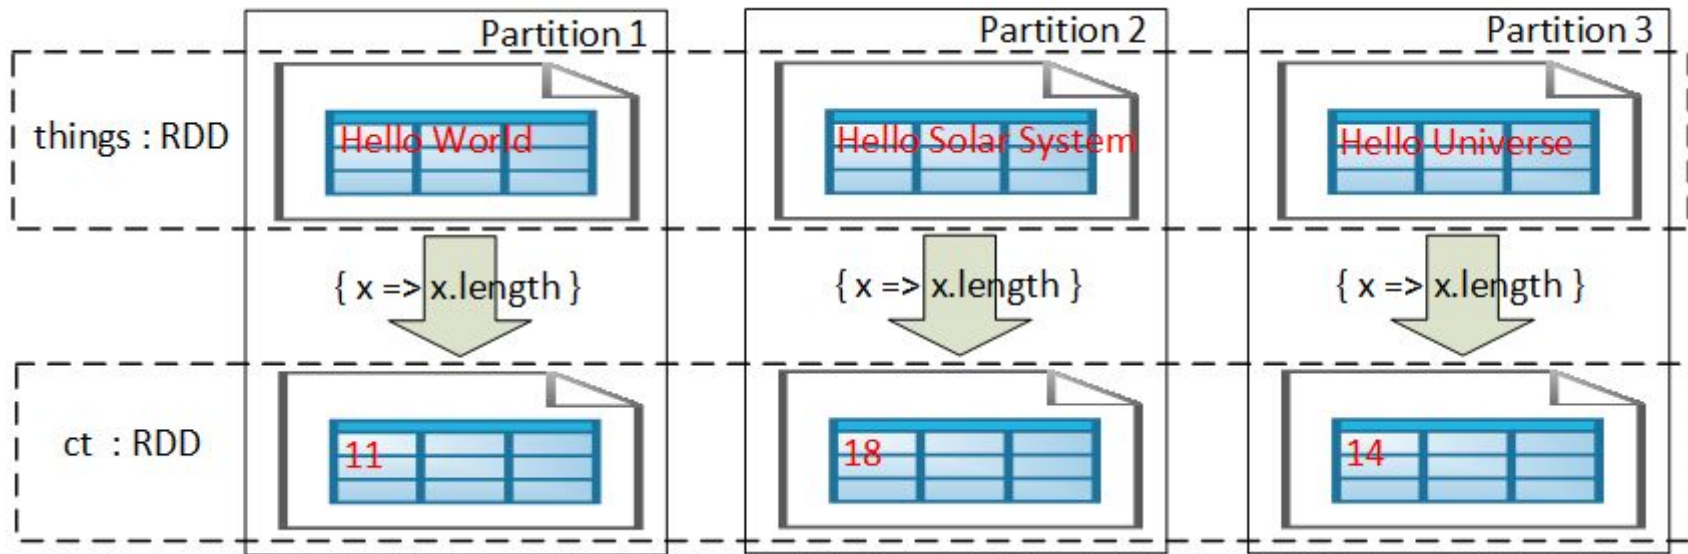 Partition 1
Partition 2
Partition 3
things : RDD
Hello World
Hello Solar System
Hello Universe
{ x => x.length }
{ x => x.length }
{ x => x.length }
ct : RDD
11
18
14